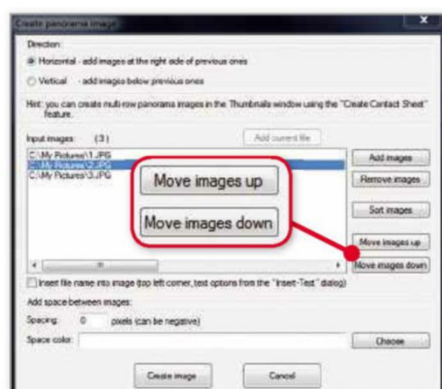 Create panorama image
x
Direction:
Horizontal - add images at the right side of previous ones
Vertical - add images below previous ones
Hint: you can create multi-row panorama images in the Thumbnails window using the "Create Contact Sheet"
feature.
Input images: (3) Add current file
C:\My Pictures\1.JPG
C:\My Pictures\2.JPG
C:\My Pictures\3.JPG
Add images
Remove images
Sort images
Move images up
Move images down
Move images up
Move images down
Insert file name into image (top left corner, text options from the "Insert-Text" dialog)
Add space between images:
Spacing: 0 pixels (can be negative)
Space color: Choose
Create image Cancel